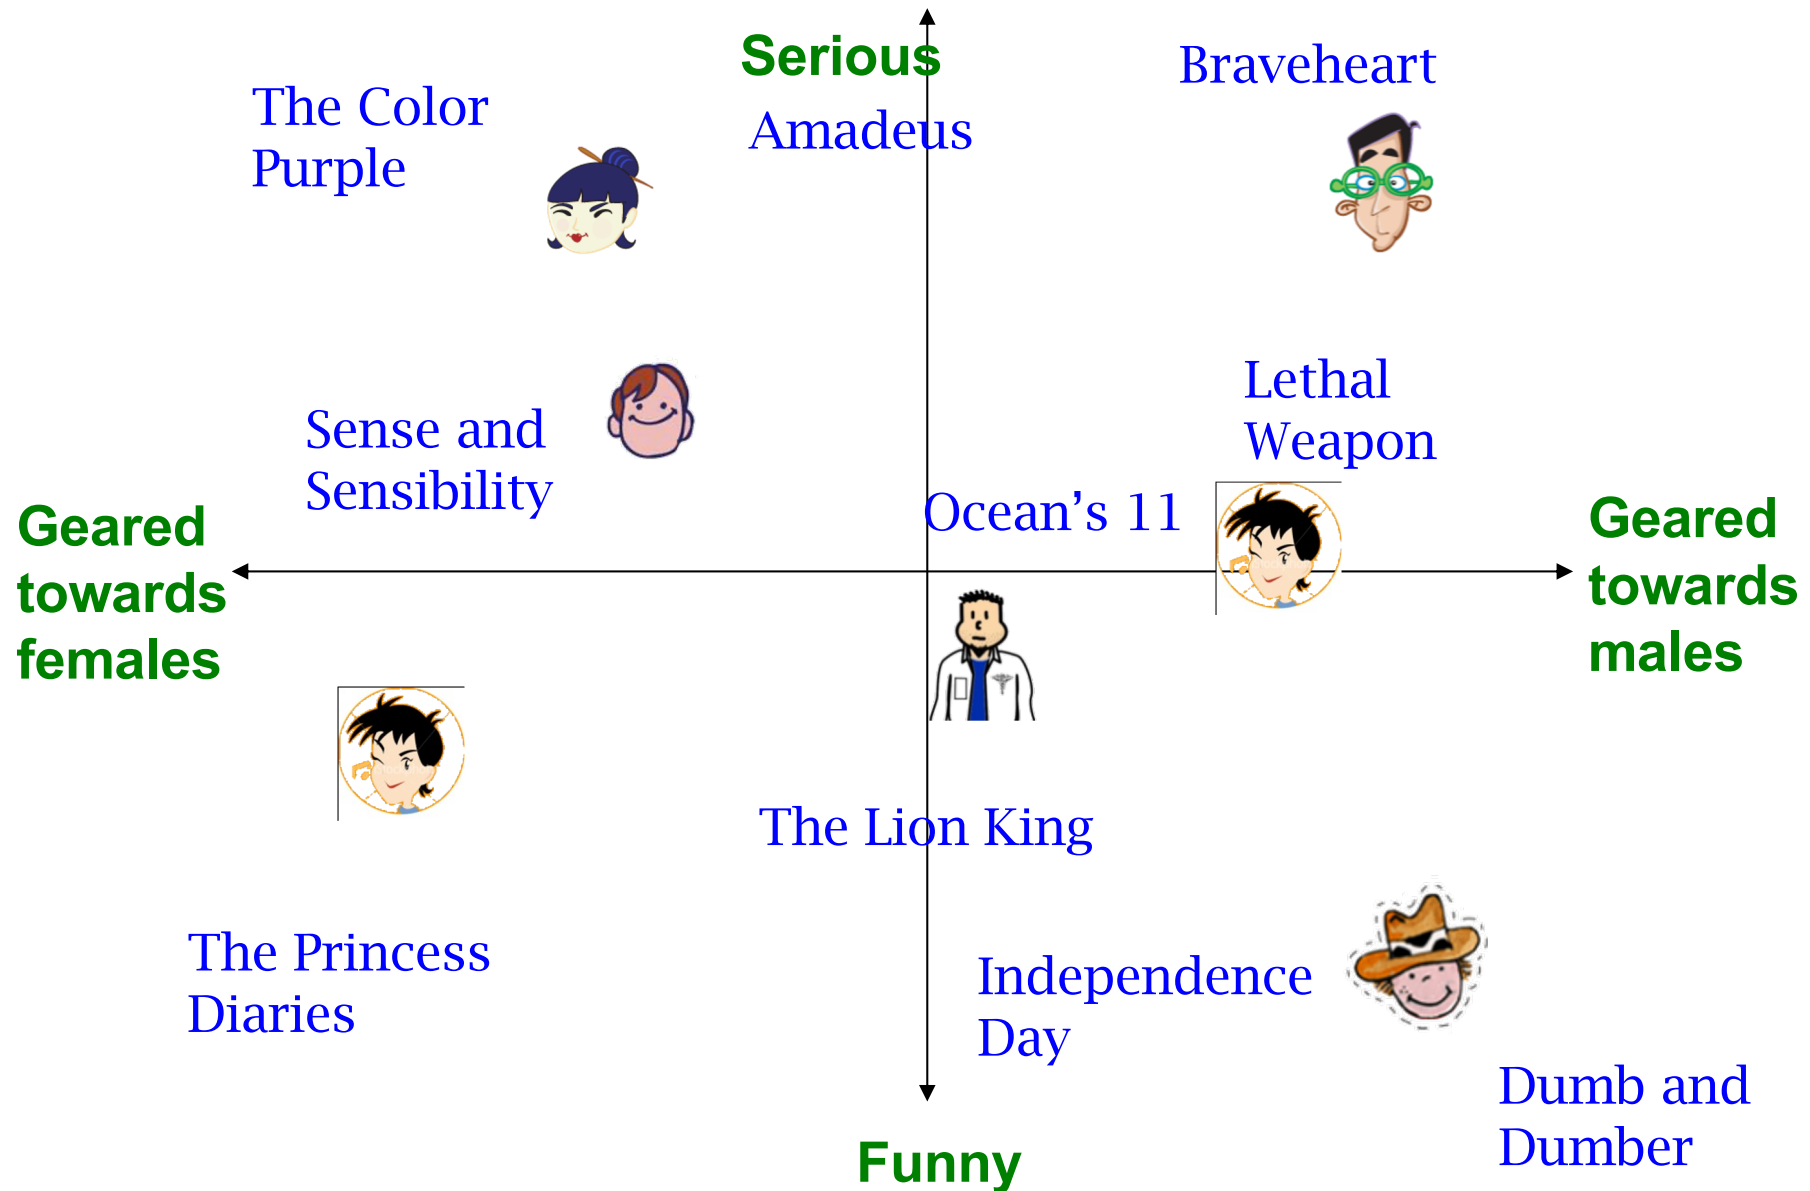 Serious
Braveheart
The Color
Purple
Amadeus
Lethal
Weapon
Sense and
Sensibility
Ocean’s 11
Geared
towards
females
Geared
towards
males
The Lion King
The Princess
Diaries
Independence
Day
Dumb and
Dumber
Funny